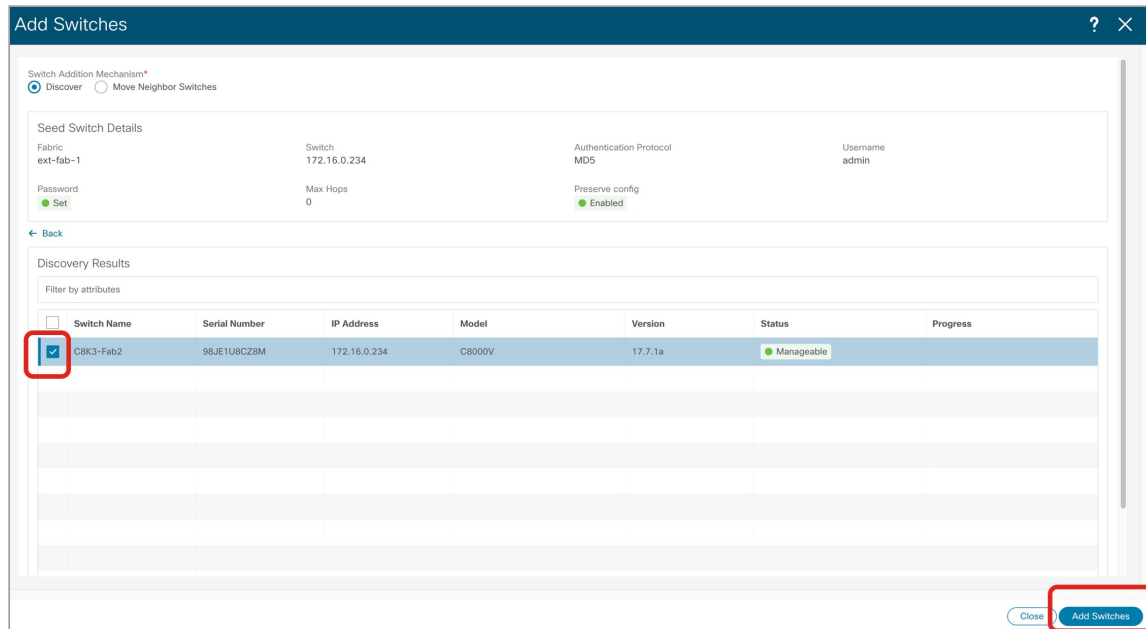 Add Switches
?
Switch Addition Mechanism*
Discover Move Neighbor Switches
Seed Switch Details
Fabric Switch Authentication Protocol Username
ext-fab-1 172.16.0.234 MD5 admin
Password Max Hops Preserve config
Set 0 Enabled
← Back
Discovery Results
Filter by attributes
Switch Name Serial Number IP Address Model Version Status Progress
C8K3-Fab2 98JE1U8CZ8M 172.16.0.234 C8000V 17.7.1a Manageable
Close Add Switches